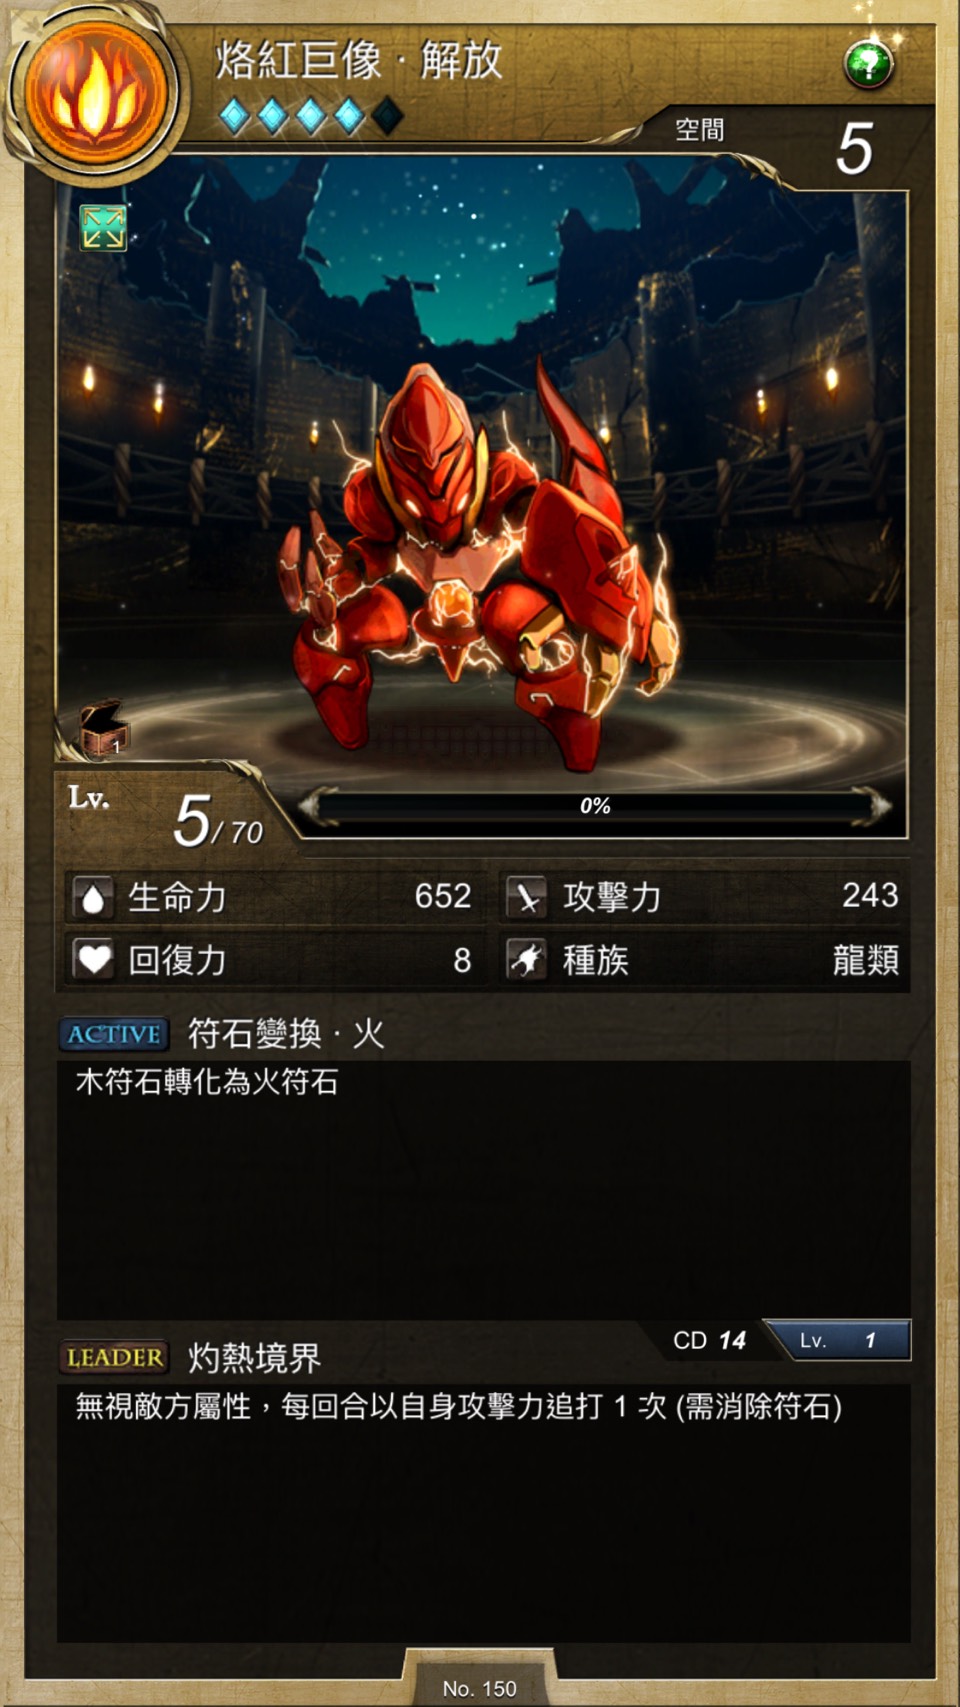 烙紅巨像 · 解放
空間 5
1
Lv. 5/ 70
0%
生命力 652
攻擊力 243
回復力 8
種族 龍類
ACTIVE 符石變換 · 火
木符石轉化為火符石
CD 14 Lv. 1
LEADER 灼熱境界
無視敵方屬性，每回合以自身攻擊力追打 1 次 (需消除符石)
No. 150